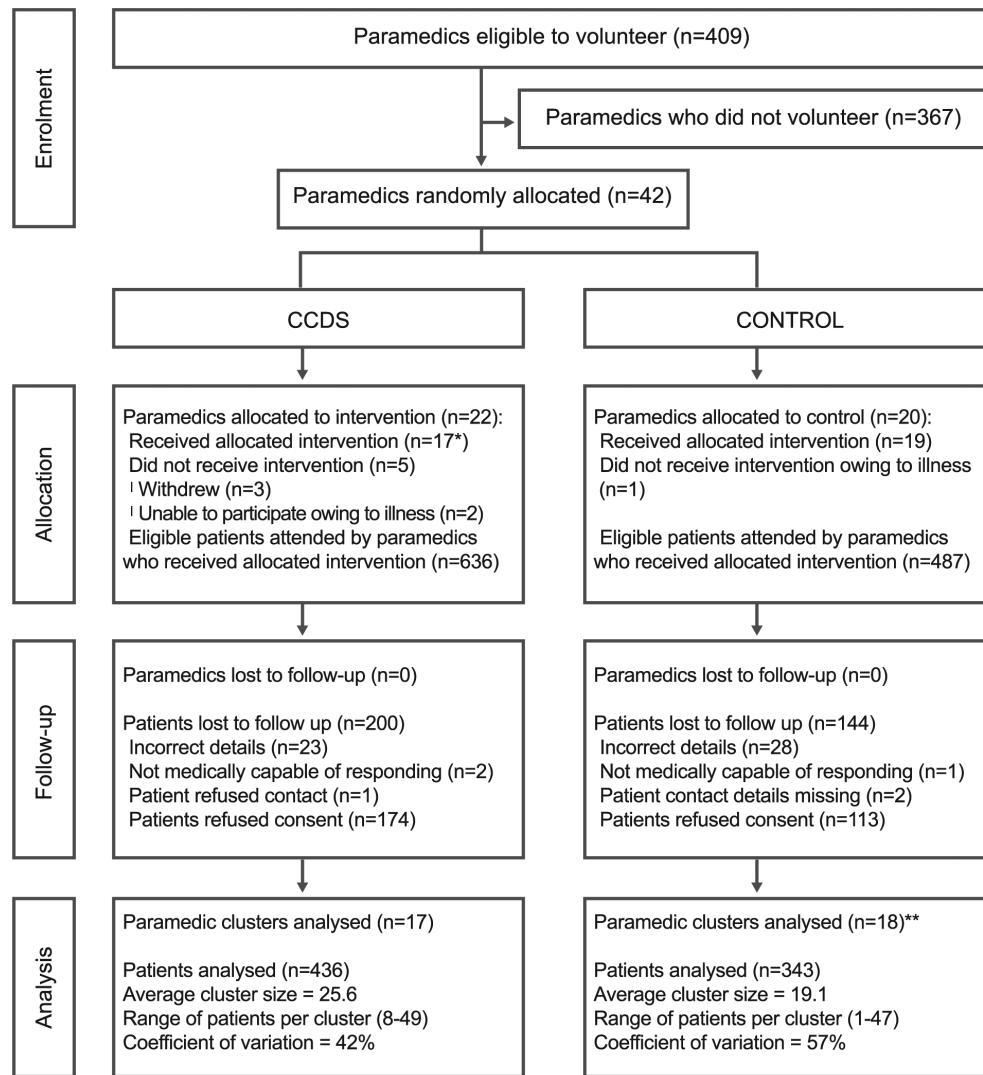 Enrolment
Paramedics eligible to volunteer (n=409)
Paramedics who did not volunteer (n=367)
Paramedics randomly allocated (n=42)
CCDS
CONTROL
Allocation
Paramedics allocated to intervention (n=22):
Received allocated intervention (n=17*)
Did not receive intervention (n=5)
Withdrew (n=3)
Unable to participate owing to illness (n=2)
Eligible patients attended by paramedics
who received allocated intervention (n=636)
Paramedics allocated to control (n=20):
Received allocated intervention (n=19)
Did not receive intervention owing to illness
(n=1)
Eligible patients attended by paramedics
who received allocated intervention (n=487)
Follow-up
Paramedics lost to follow-up (n=0)
Patients lost to follow up (n=200)
Incorrect details (n=23)
Not medically capable of responding (n=2)
Patient refused contact (n=1)
Patients refused consent (n=174)
Paramedics lost to follow-up (n=0)
Patients lost to follow up (n=144)
Incorrect details (n=28)
Not medically capable of responding (n=1)
Patient contact details missing (n=2)
Patients refused consent (n=113)
Analysis
Paramedic clusters analysed (n=17)
Patients analysed (n=436)
Average cluster size = 25.6
Range of patients per cluster (8-49)
Coefficient of variation = 42%
Paramedic clusters analysed (n=18)**
Patients analysed (n=343)
Average cluster size = 19.1
Range of patients per cluster (1-47)
Coefficient of variation = 57%